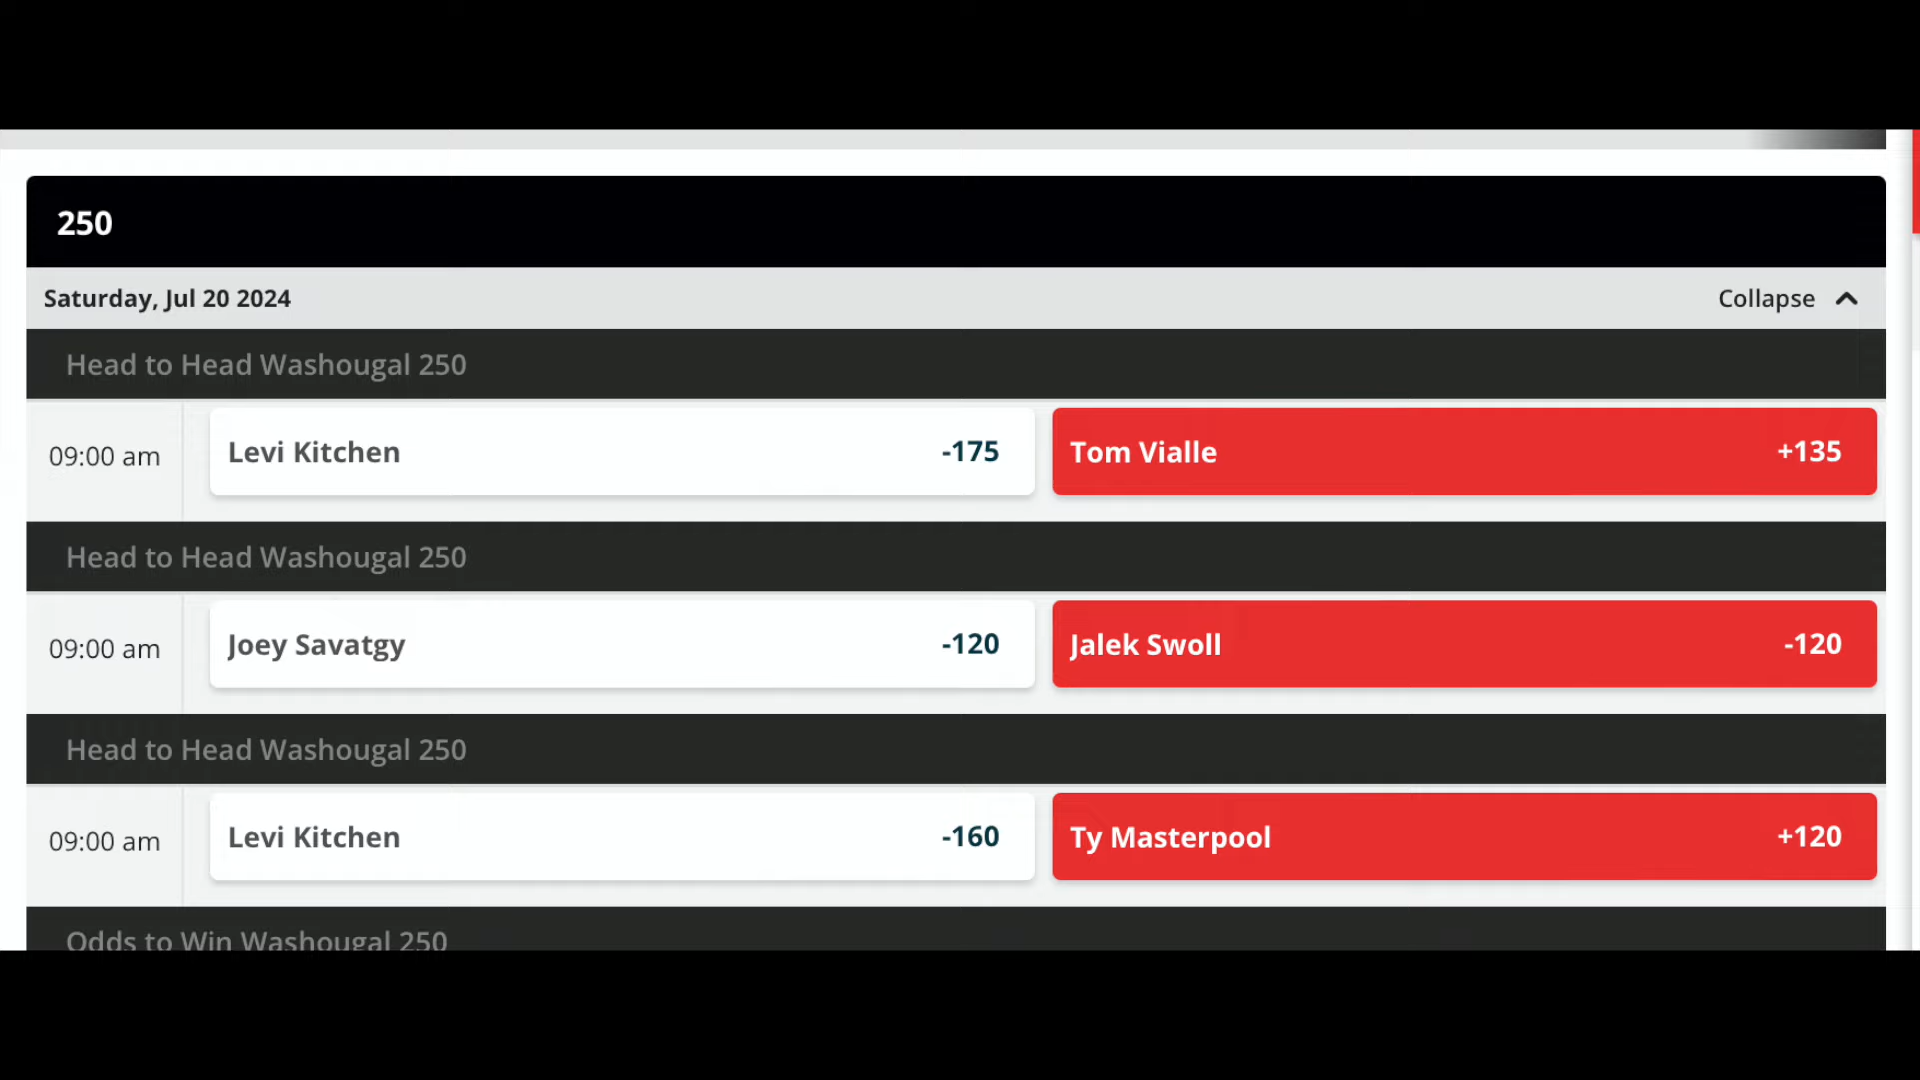 250
Saturday, Jul 20 2024 Collapse
Head to Head Washougal 250
09:00 am Levi Kitchen -175 Tom Vialle +135
Head to Head Washougal 250
09:00 am Joey Savatgy -120 Jalek Swoll -120
Head to Head Washougal 250
09:00 am Levi Kitchen -160 Ty Masterpool +120
Odds to Win Washougal 250